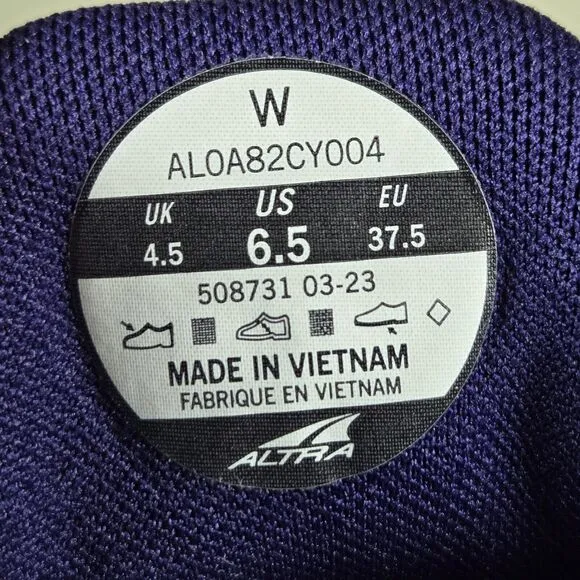 W
AL0A82CY004
UK US EU
4.5 6.5 37.5
508731 03-23
MADE IN VIETNAM
FABRIQUE EN VIETNAM
ALTRA